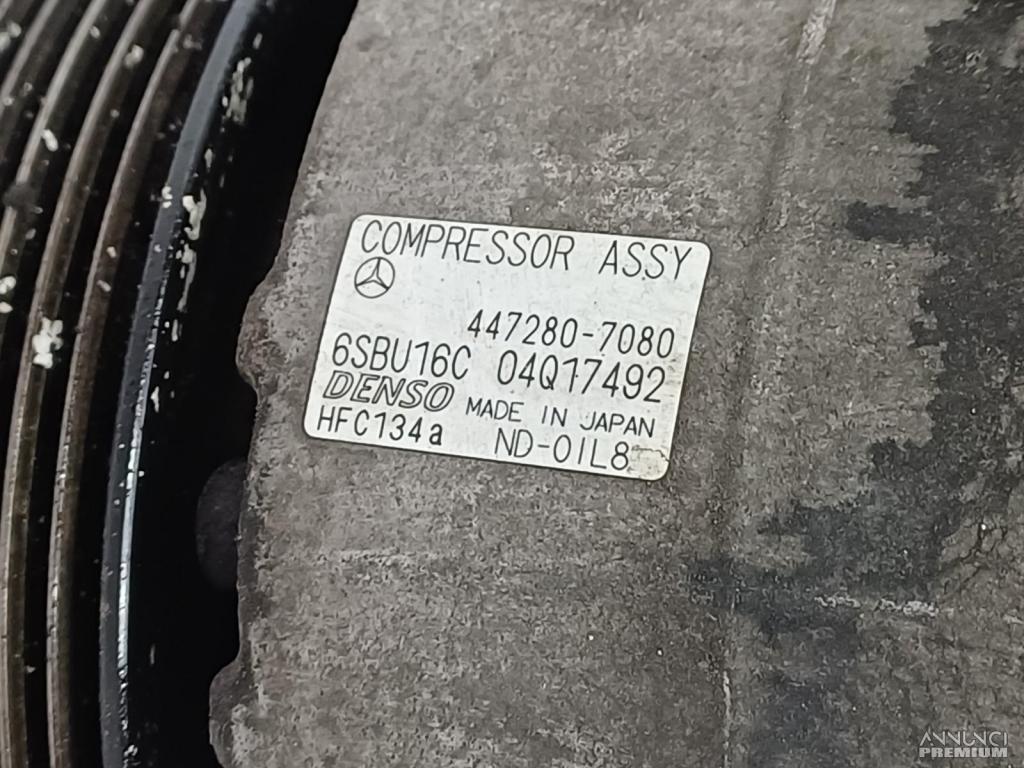 COMPRESSOR ASSY
447280-7080
6SBU16C 04Q17492
DENSO MADE IN JAPAN
HFC134a ND-OIL8
ANNUNCI
PREMIUM